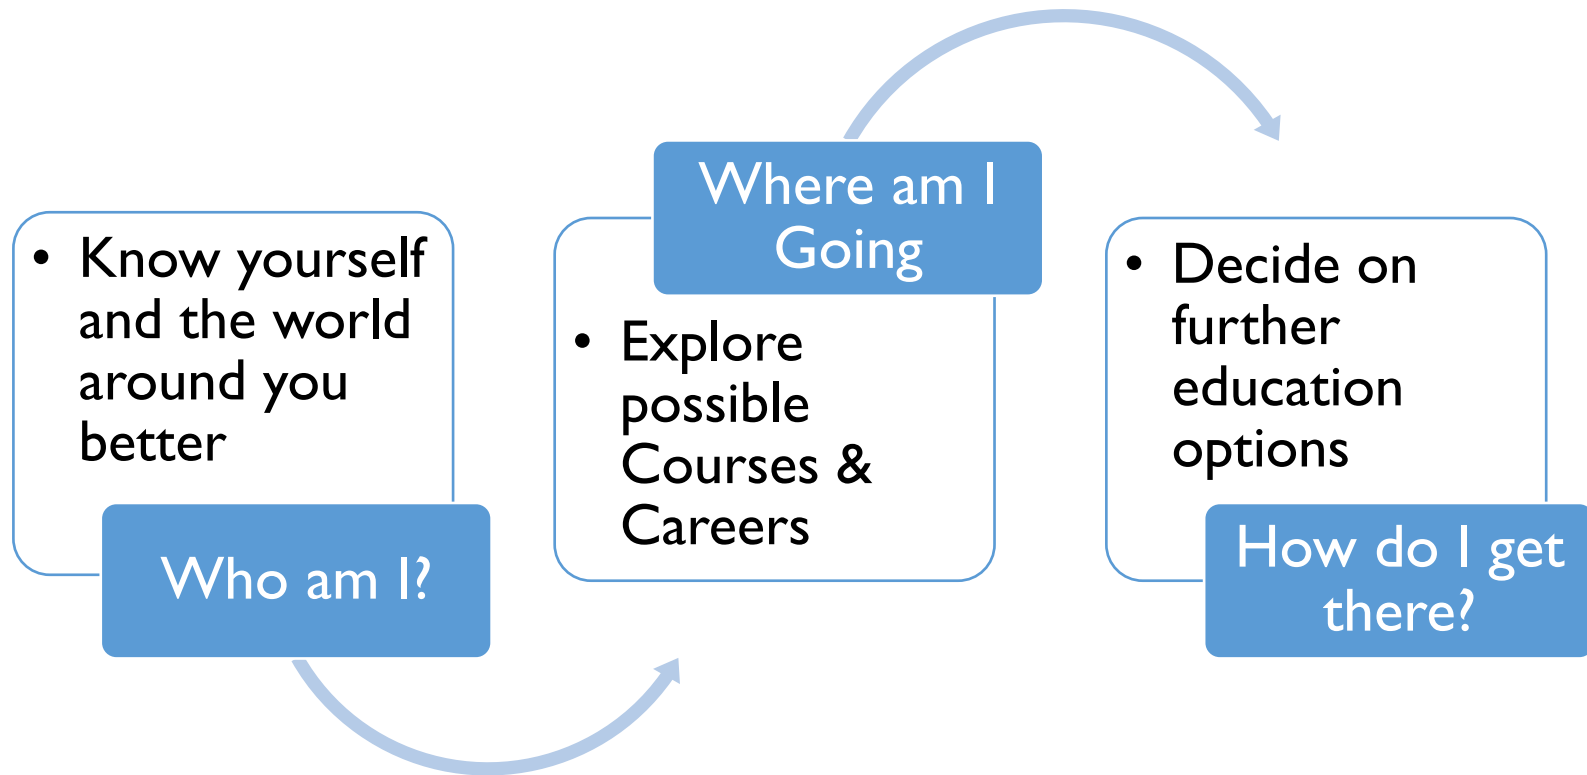 • Know yourself
and the world
around you
better
Who am I?
Where am I
Going
• Explore
possible
Courses &
Careers
• Decide on
further
education
options
How do I get
there?